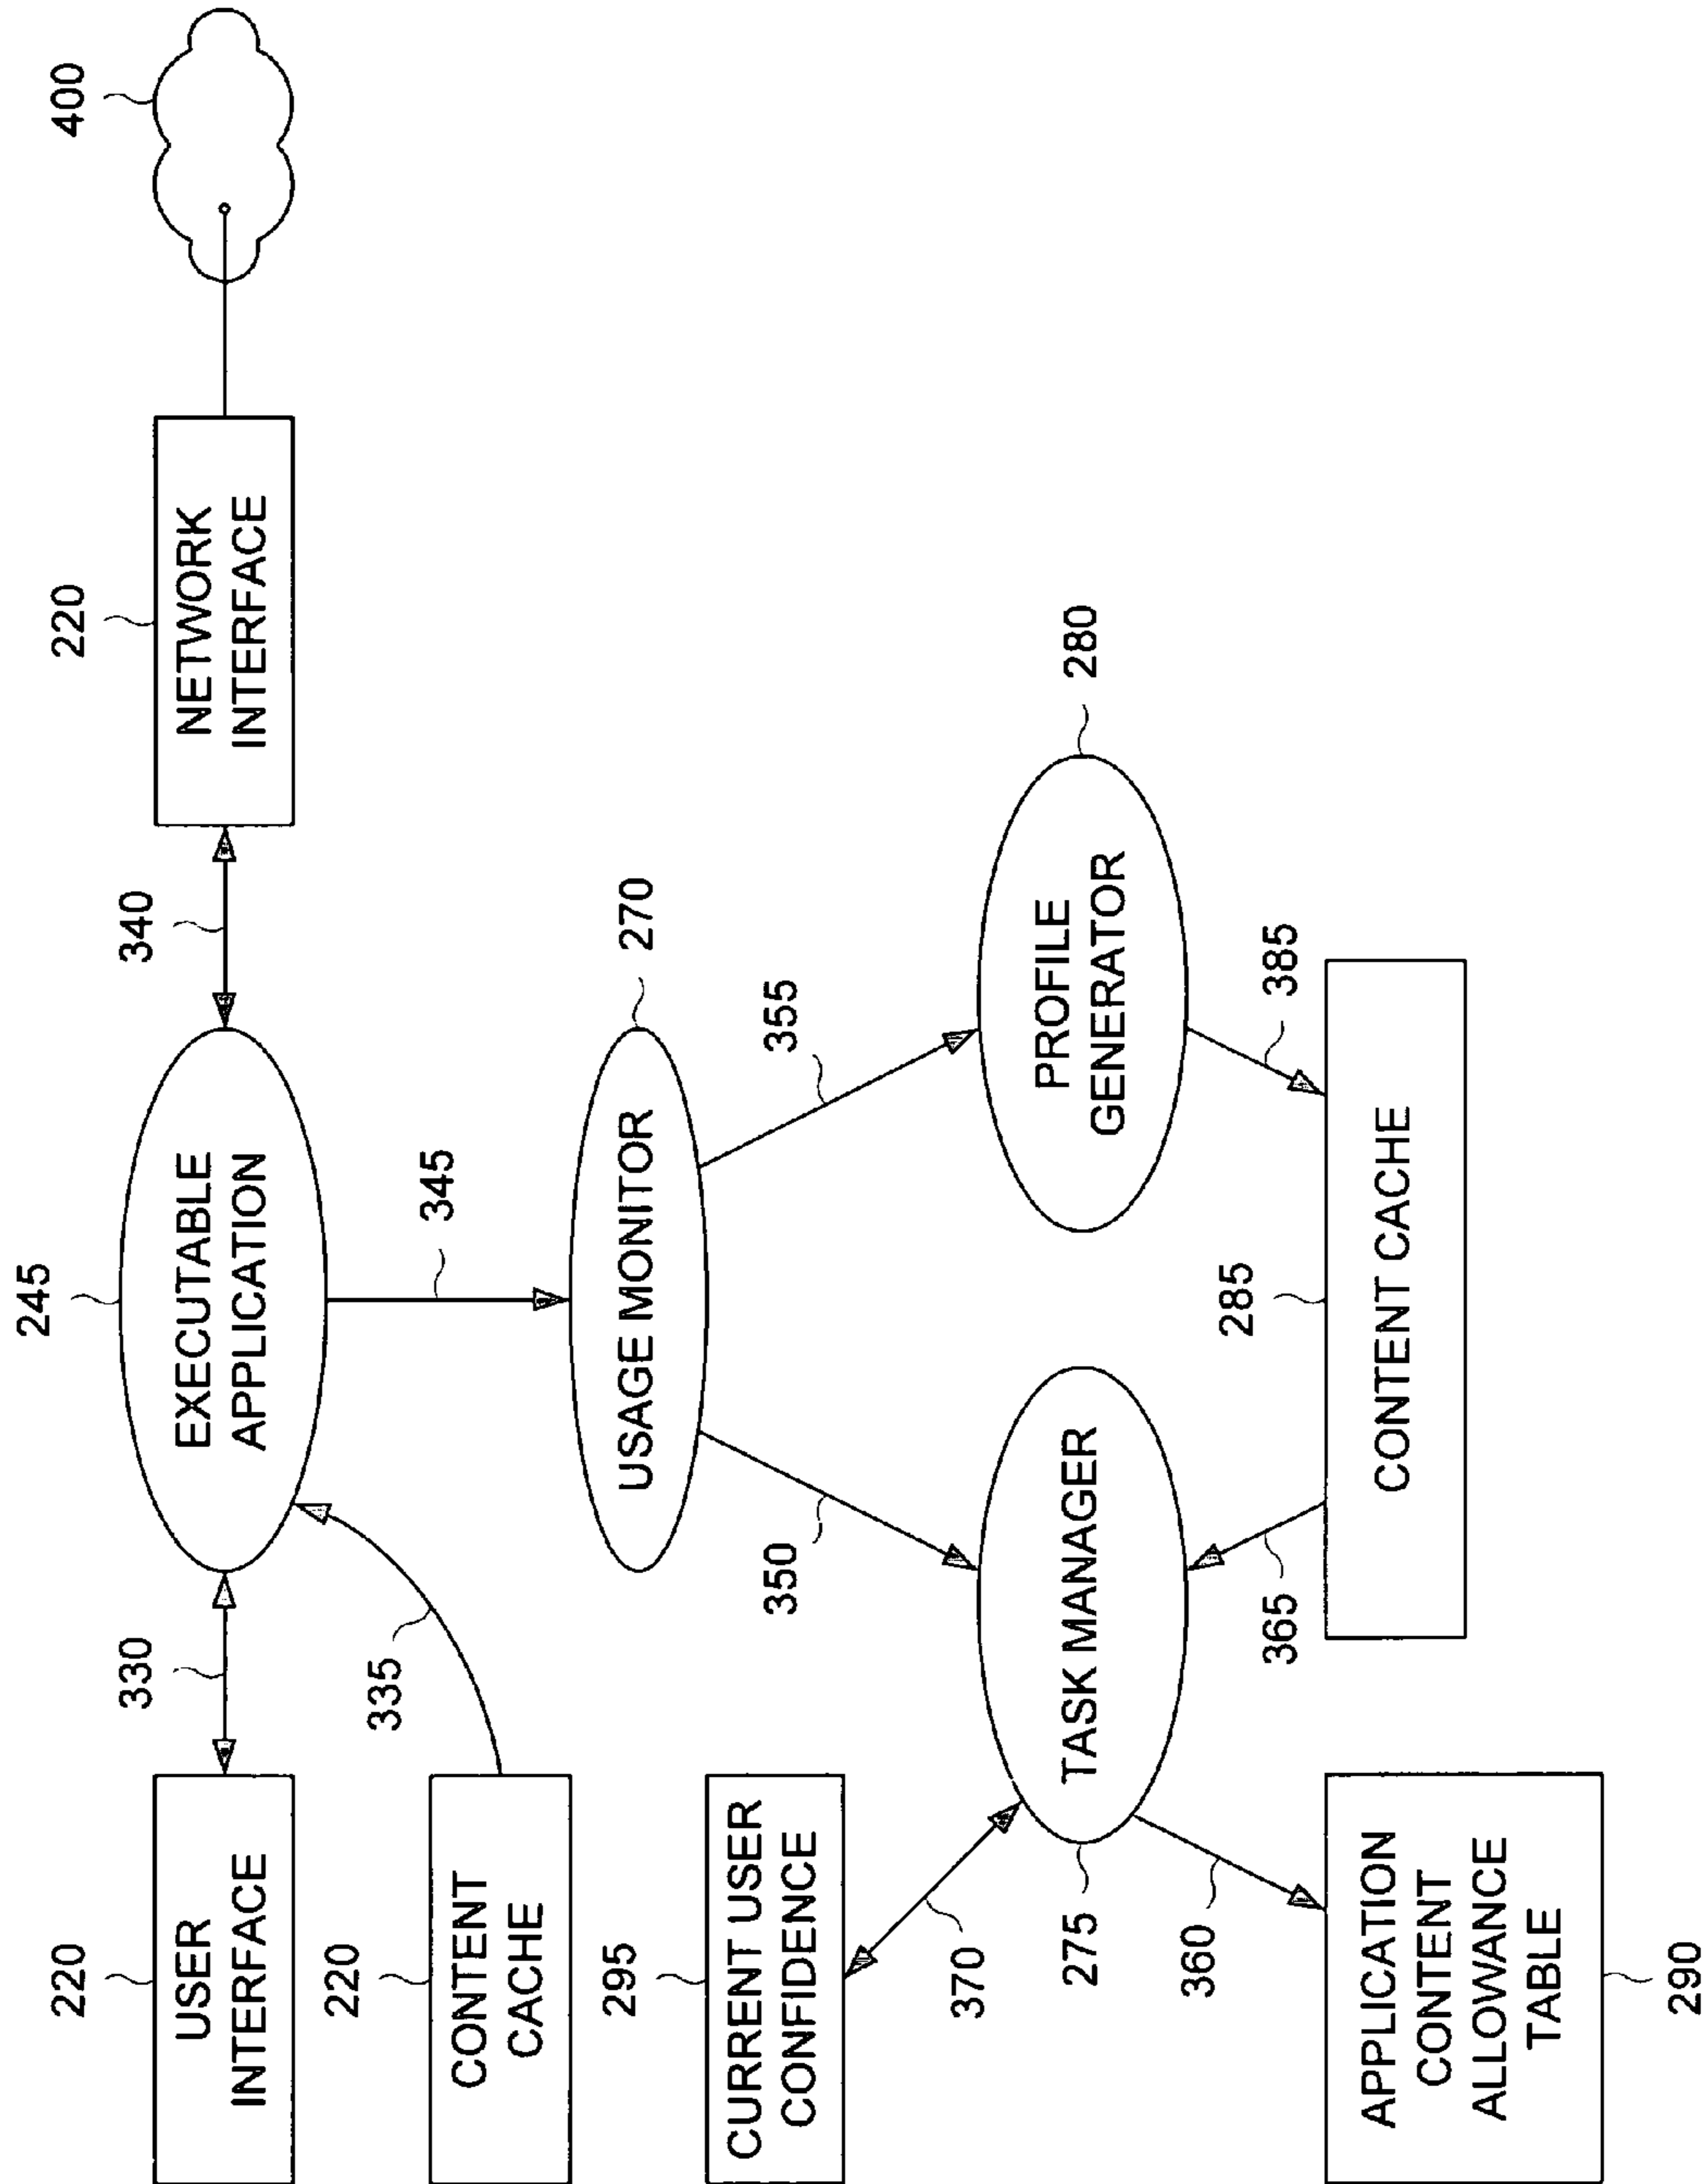 245
400
220
330
340
220
USER
INTERFACE
EXECUTABLE
APPLICATION
NETWORK
INTERFACE
220
335
345
CONTENT
CACHE
270
295
350
355
CURRENT USER
CONFIDENCE
USAGE MONITOR
280
370
275
TASK MANAGER
PROFILE
GENERATOR
360
365
285
385
APPLICATION
CONTENT
ALLOWANCE
TABLE
CONTENT CACHE
290